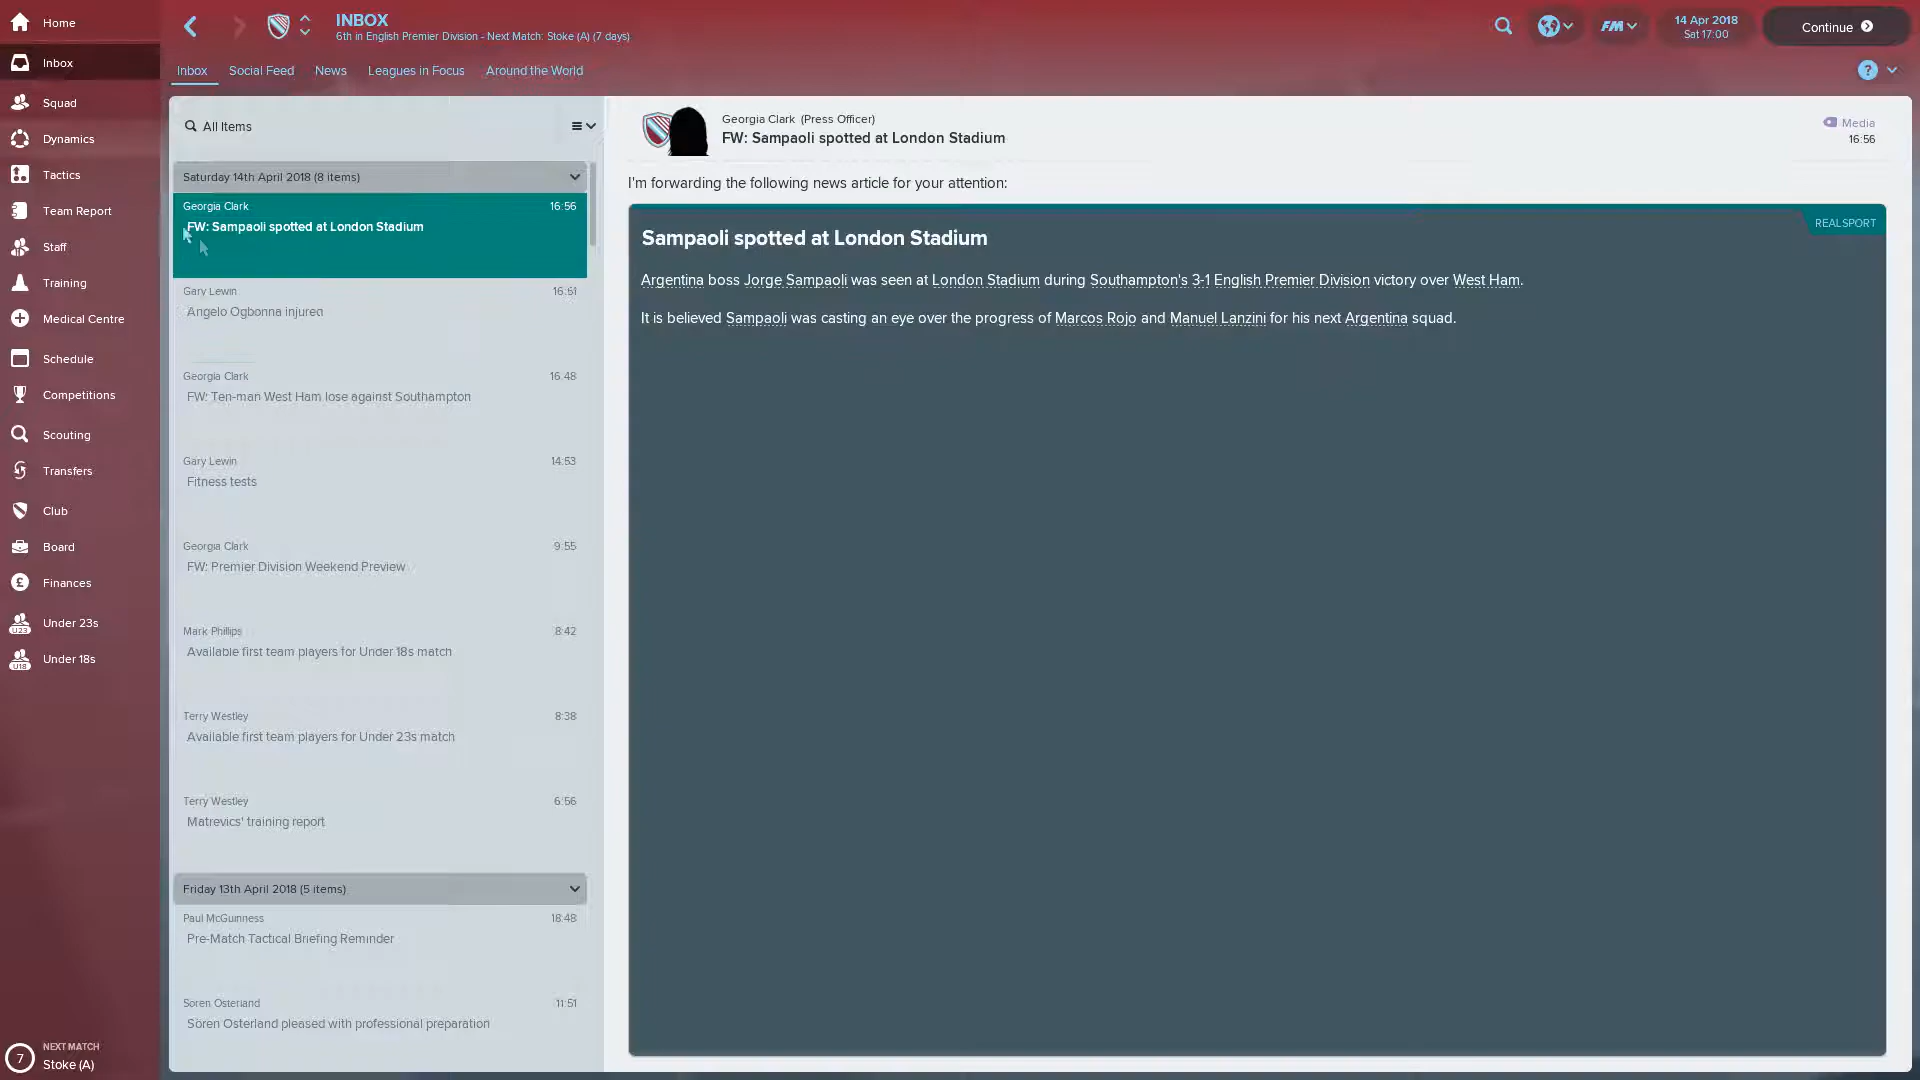 Home
Inbox
Squad
Dynamics
Tactics
Team Report
Staff
Training
Medical Centre
Schedule
Competitions
Scouting
Transfers
Club
Board
Finances
U23
Under 23s
U18
Under 18s
7
NEXT MATCH
Stoke (A)
INBOX
6th in English Premier Division - Next Match: Stoke (A) (7 days)
FM
14 Apr 2018
Sat 17:00
Continue
Inbox
Social Feed
News
Leagues in Focus
Around the World
?
All Items
Saturday 14th April 2018 (8 items)
Georgia Clark
16:56
FW: Sampaoli spotted at London Stadium
Gary Lewin
16:51
Angelo Ogbonna injured
Georgia Clark
16:48
FW: Ten-man West Ham lose against Southampton
Gary Lewin
14:53
Fitness tests
Georgia Clark
9:55
FW: Premier Division Weekend Preview
Mark Phillips
8:42
Available first team players for Under 18s match
Terry Westley
8:38
Available first team players for Under 23s match
Terry Westley
6:56
Matrevics' training report
Friday 13th April 2018 (5 items)
Paul McGuinness
18:48
Pre-Match Tactical Briefing Reminder
Sören Osterland
11:51
Sören Osterland pleased with professional preparation
Georgia Clark (Press Officer)
FW: Sampaoli spotted at London Stadium
Media
16:56
I'm forwarding the following news article for your attention:
REALSPORT
Sampaoli spotted at London Stadium
Argentina boss Jorge Sampaoli was seen at London Stadium during Southampton's 3-1 English Premier Division victory over West Ham.
It is believed Sampaoli was casting an eye over the progress of Marcos Rojo and Manuel Lanzini for his next Argentina squad.